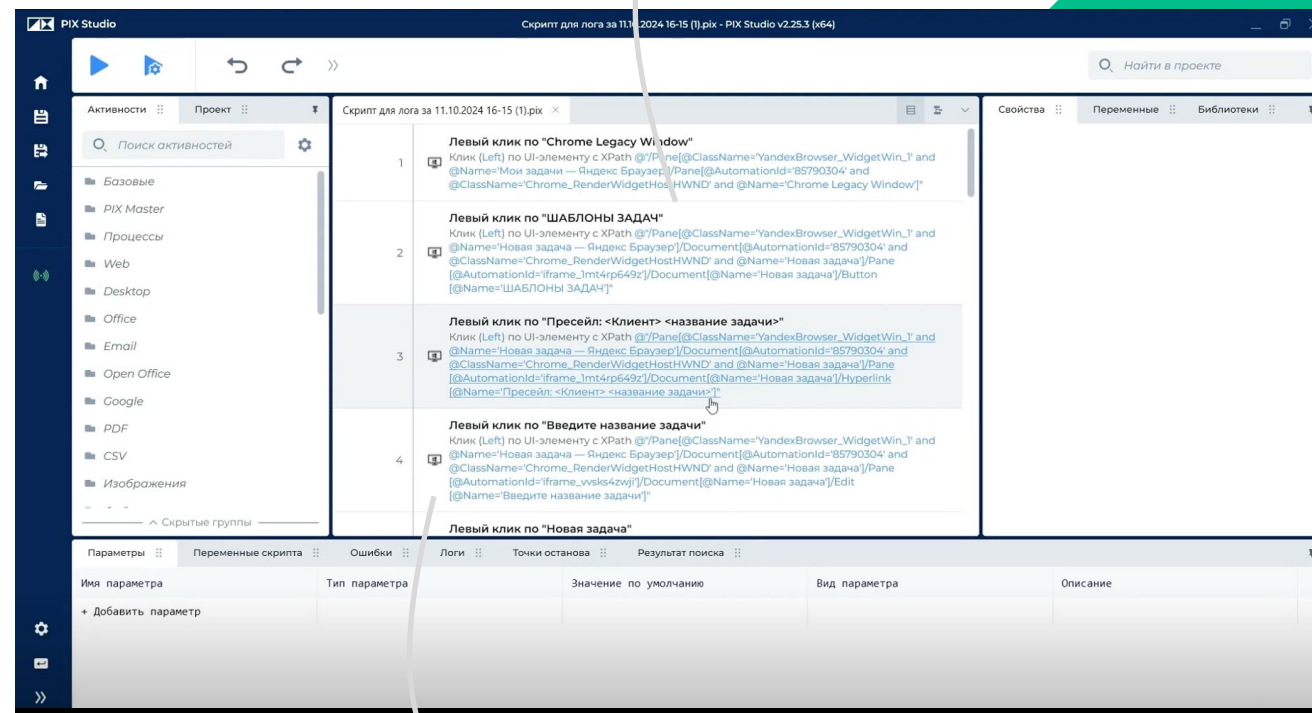 PIX Studio
Скрипт для лога за 11.10.2024 16-15 (1).pix - PIX Studio v2.25.3 (x64)
Найти в проекте
Активности
Проект
Скрипт для лога за 11.10.2024 16-15 (1).pix
Свойства
Переменные
Библиотеки
Поиск активностей
Базовые
PIX Master
Процессы
Web
Desktop
Office
Email
Open Office
Google
PDF
CSV
Изображения
Скрытые группы
1
Левый клик по "Chrome Legacy Window"
Клик (Left) по UI-элементу с XPath @"/Pane[@ClassName='YandexBrowser_WidgetWin_1' and
@Name='Мои задачи — Яндекс Браузер']/Pane[@AutomationId='85790304' and
@ClassName='Chrome_RenderWidgetHostHWND' and @Name='Chrome Legacy Window']"
2
Левый клик по "ШАБЛОНЫ ЗАДАЧ"
Клик (Left) по UI-элементу с XPath @"/Pane[@ClassName='YandexBrowser_WidgetWin_1' and
@Name='Новая задача — Яндекс Браузер']/Document[@AutomationId='85790304' and
@ClassName='Chrome_RenderWidgetHostHWND' and @Name='Новая задача']/Pane
[@AutomationId='iframe_1mt4rp649z']/Document[@Name='Новая задача']/Button
[@Name='ШАБЛОНЫ ЗАДАЧ']"
3
Левый клик по "Пресейл: <Клиент> <название задачи>"
Клик (Left) по UI-элементу с XPath @"/Pane[@ClassName='YandexBrowser_WidgetWin_1' and
@Name='Новая задача — Яндекс Браузер']/Document[@AutomationId='85790304' and
@ClassName='Chrome_RenderWidgetHostHWND' and @Name='Новая задача']/Pane
[@AutomationId='iframe_1mt4rp649z']/Document[@Name='Новая задача']/Hyperlink
[@Name='Пресейл: <Клиент> <название задачи>']"
4
Левый клик по "Введите название задачи"
Клик (Left) по UI-элементу с XPath @"/Pane[@ClassName='YandexBrowser_WidgetWin_1' and
@Name='Новая задача — Яндекс Браузер']/Document[@AutomationId='85790304' and
@ClassName='Chrome_RenderWidgetHostHWND' and @Name='Новая задача']/Pane
[@AutomationId='iframe_vvsks4zwji']/Document[@Name='Новая задача']/Edit
[@Name='Введите название задачи']"
Левый клик по "Новая задача"
Параметры
Переменные скрипта
Ошибки
Логи
Точки останова
Результат поиска
Имя параметра
Тип параметра
Значение по умолчанию
Вид параметра
Описание
+ Добавить параметр